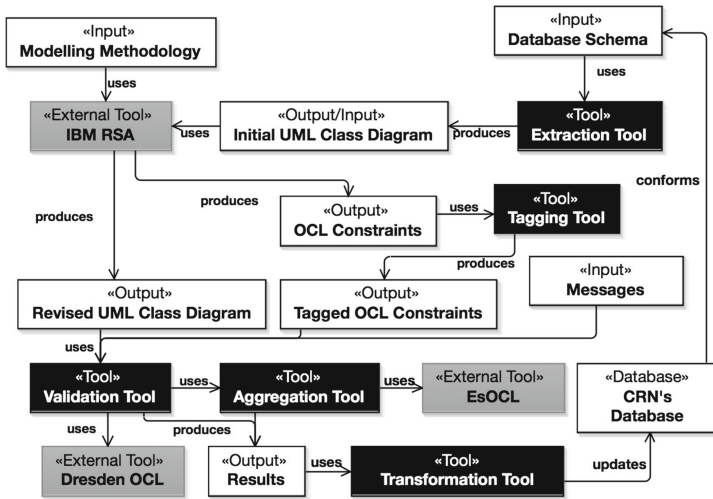 «Input»
Modelling Methodology
«Input»
Database Schema
uses
uses
«External Tool»
IBM RSA
uses
«Output/Input»
Initial UML Class Diagram
produces
«Tool»
Extraction Tool
conforms
produces
produces
«Output»
OCL Constraints
uses
«Tool»
Tagging Tool
produces
«Input»
Messages
«Output»
Revised UML Class Diagram
«Output»
Tagged OCL Constraints
uses
«Tool»
Validation Tool
uses
«Tool»
Aggregation Tool
uses
«External Tool»
EsOCL
«Database»
CRN's
Database
uses
produces
«External Tool»
Dresden OCL
«Output»
Results
uses
«Tool»
Transformation Tool
updates